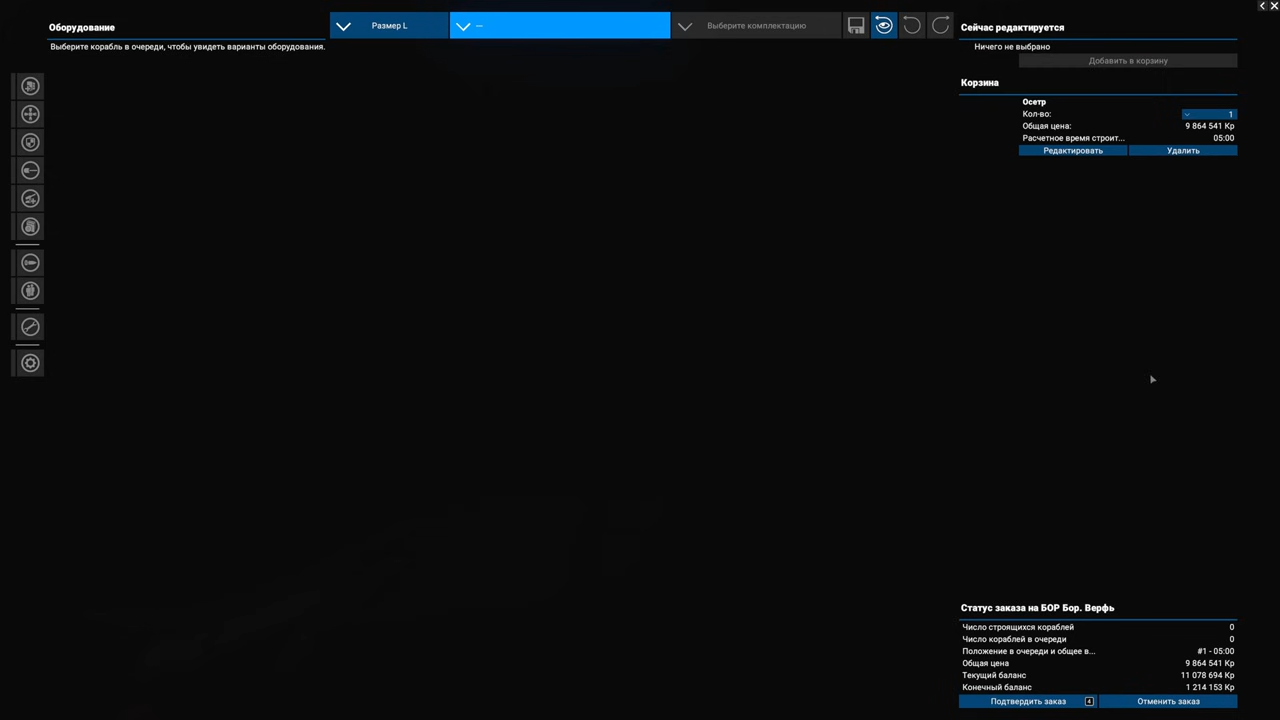 Оборудование
Выберите корабль в очереди, чтобы увидеть варианты оборудования.
Размер L
—
Выберите комплектацию
Сейчас редактируется
Ничего не выбрано
Добавить в корзину
Корзина
Осетр
Кол-во: 1
Общая цена: 9 864 541 Кр
Расчетное время строит... 05:00
Редактировать Удалить
Статус заказа на БОР Бор. Верфь
Число строящихся кораблей 0
Число кораблей в очереди 0
Положение в очереди и общее в... #1 - 05:00
Общая цена 9 864 541 Кр
Текущий баланс 11 078 694 Кр
Конечный баланс 1 214 153 Кр
Подтвердить заказ 4 Отменить заказ